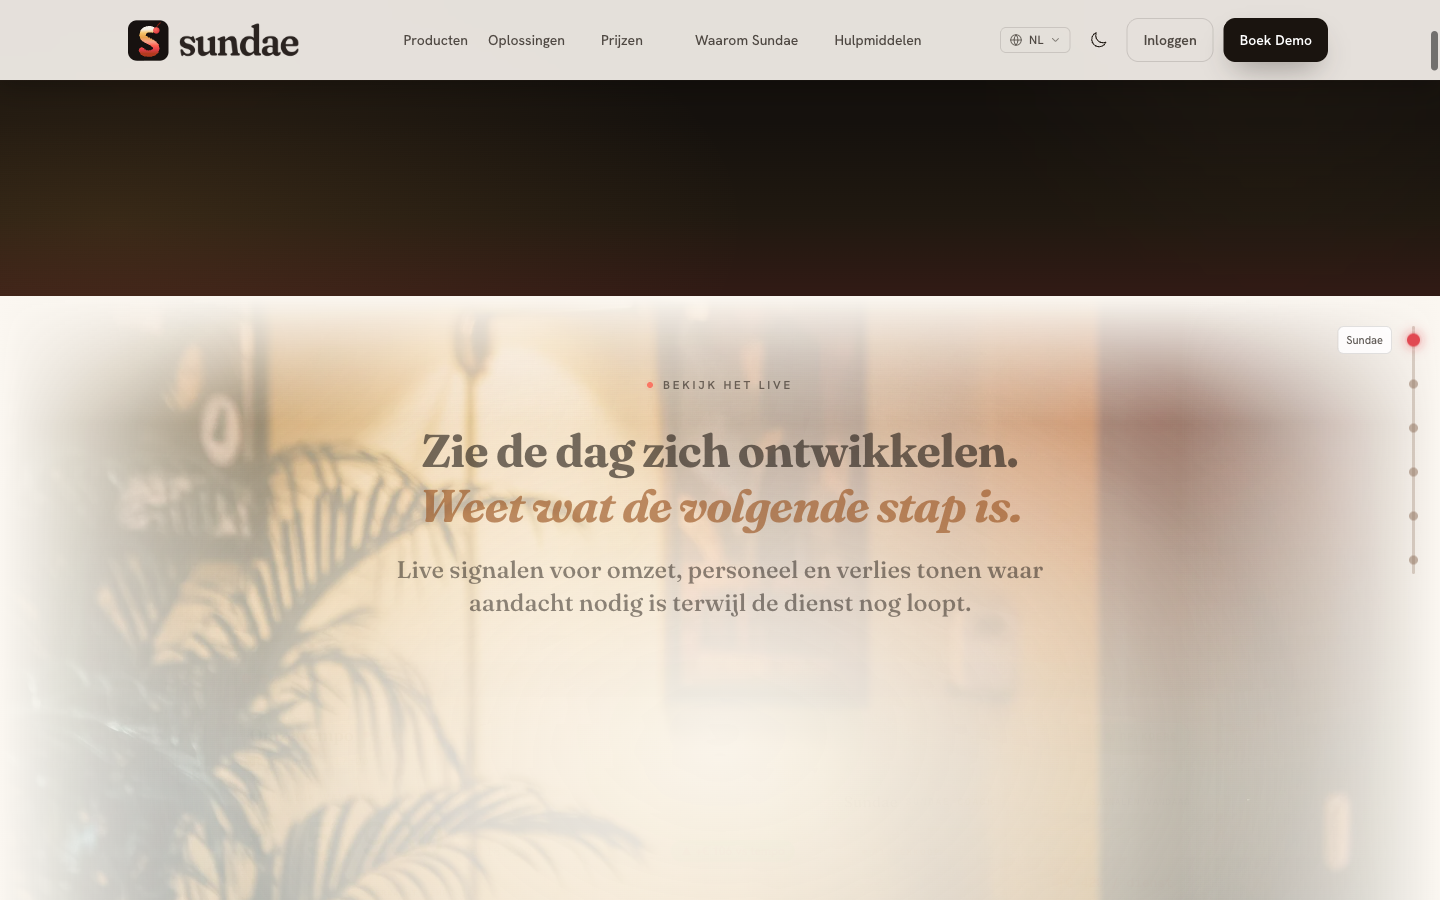 sundae
Producten
Oplossingen
Prijzen
Waarom Sundae
Hulpmiddelen
NL
Inloggen
Boek Demo
Sundae
BEKIJK HET LIVE
Zie de dag zich ontwikkelen.
Weet wat de volgende stap is.
Live signalen voor omzet, personeel en verlies tonen waar
aandacht nodig is terwijl de dienst nog loopt.